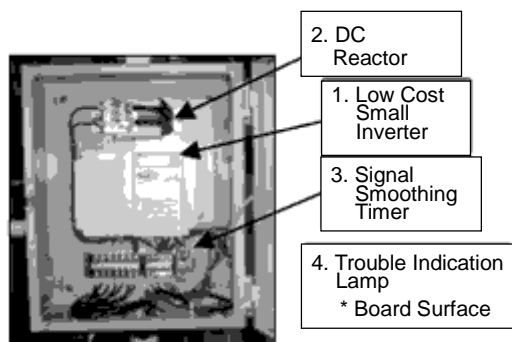 2. DC
Reactor
1. Low Cost
Small
Inverter
3. Signal
Smoothing
Timer
4. Trouble Indication
Lamp
* Board Surface